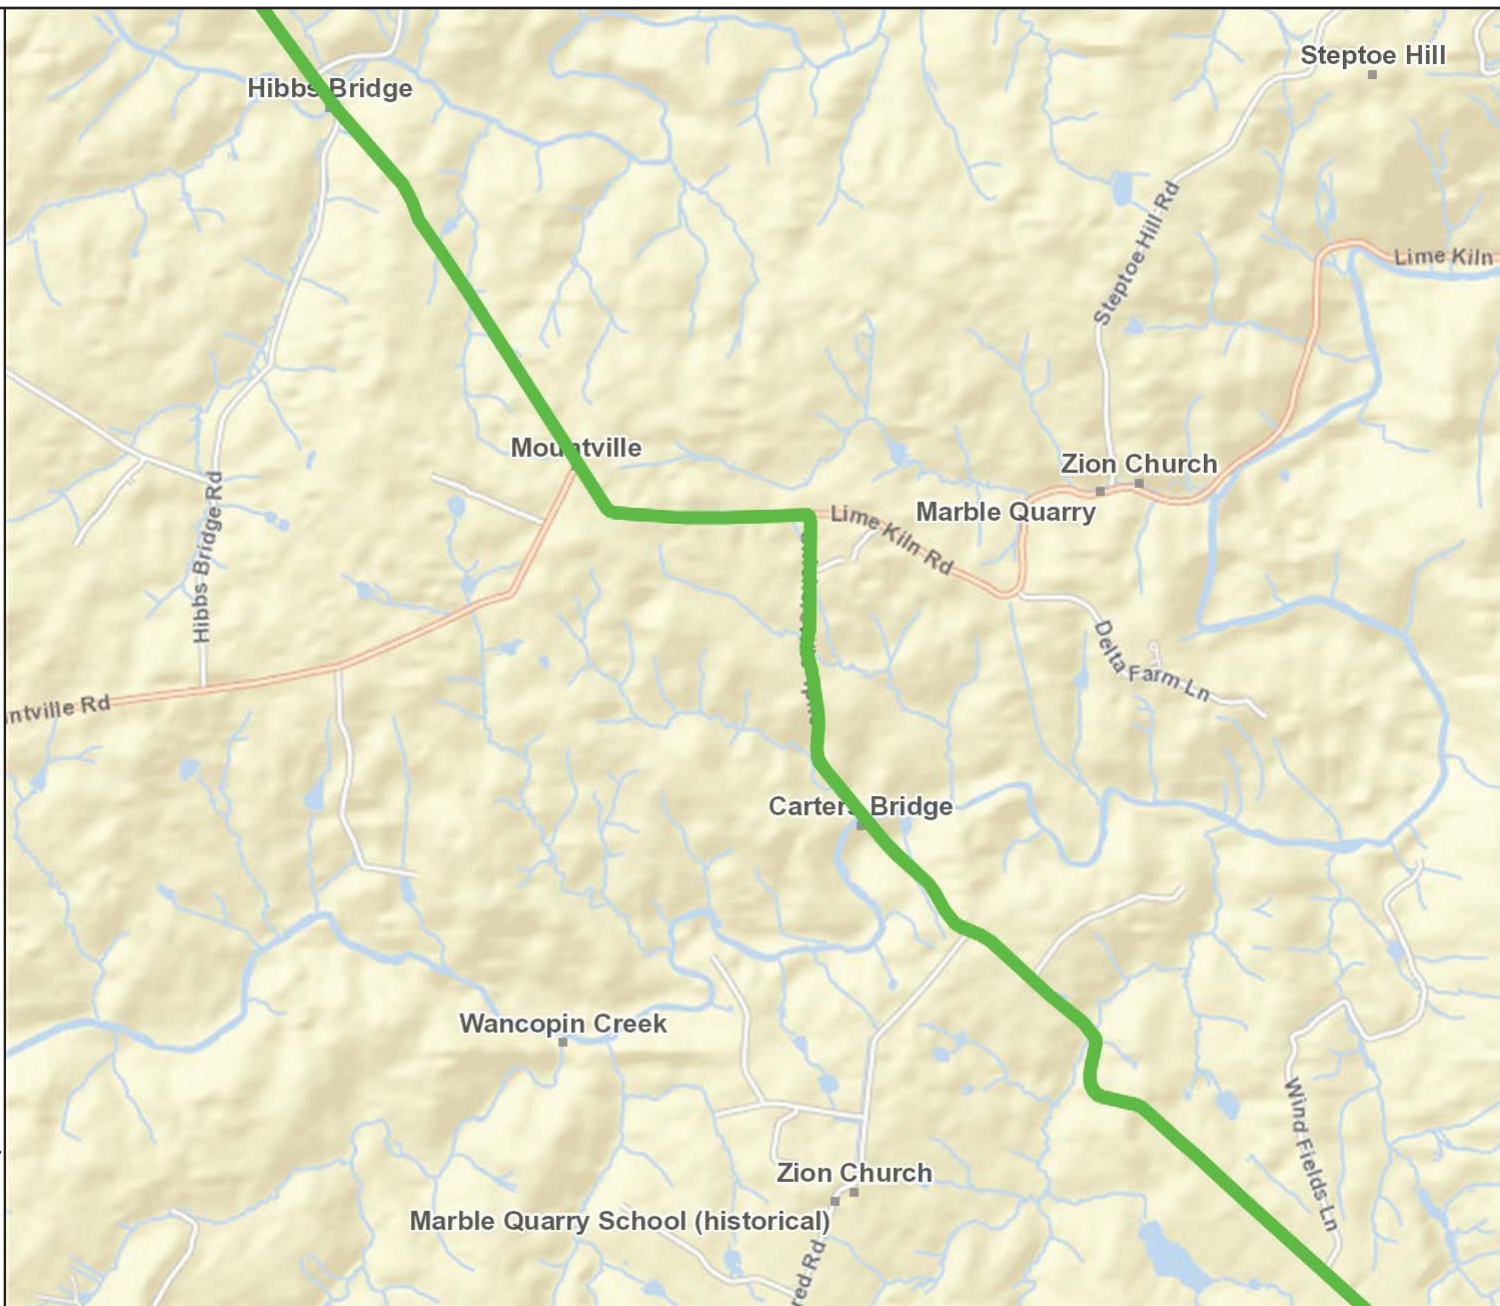 Steptoe Hill
Hibbs Bridge
Steptoe Hill Rd
Lime Kiln
Mountville
Zion Church
Hibbs Bridge Rd
Marble Quarry
Lime Kiln Rd
Delta Farm Ln
ntville Rd
Carters Bridge
Wancopin Creek
Wind Fields Ln
Zion Church
Marble Quarry School (historical)
red Rd